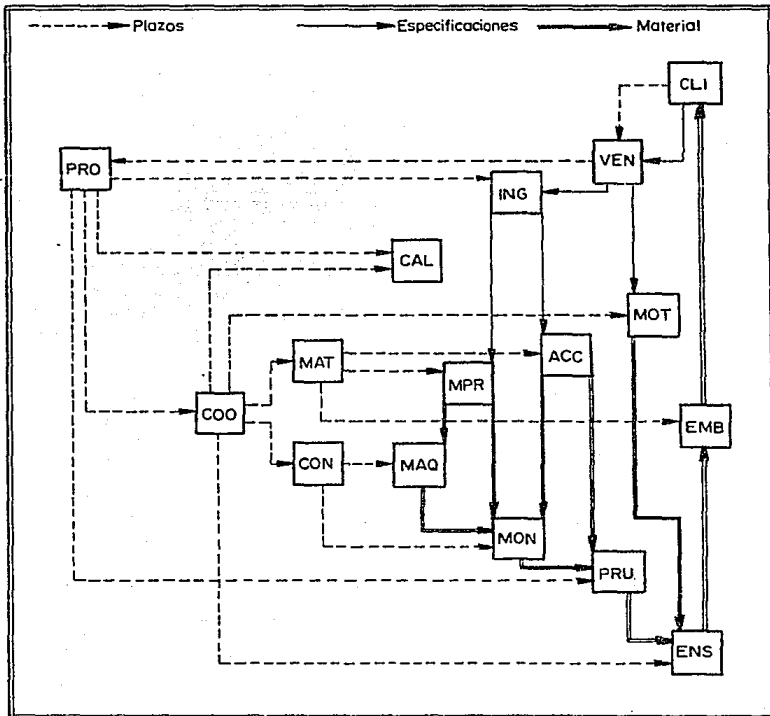 Plazos Especificaciones Material
CLI
VEN
PRO
ING
CAL
MOT
MAT
ACC
MPR
COO
EMB
CON
MAQ
MON
PRU
ENS